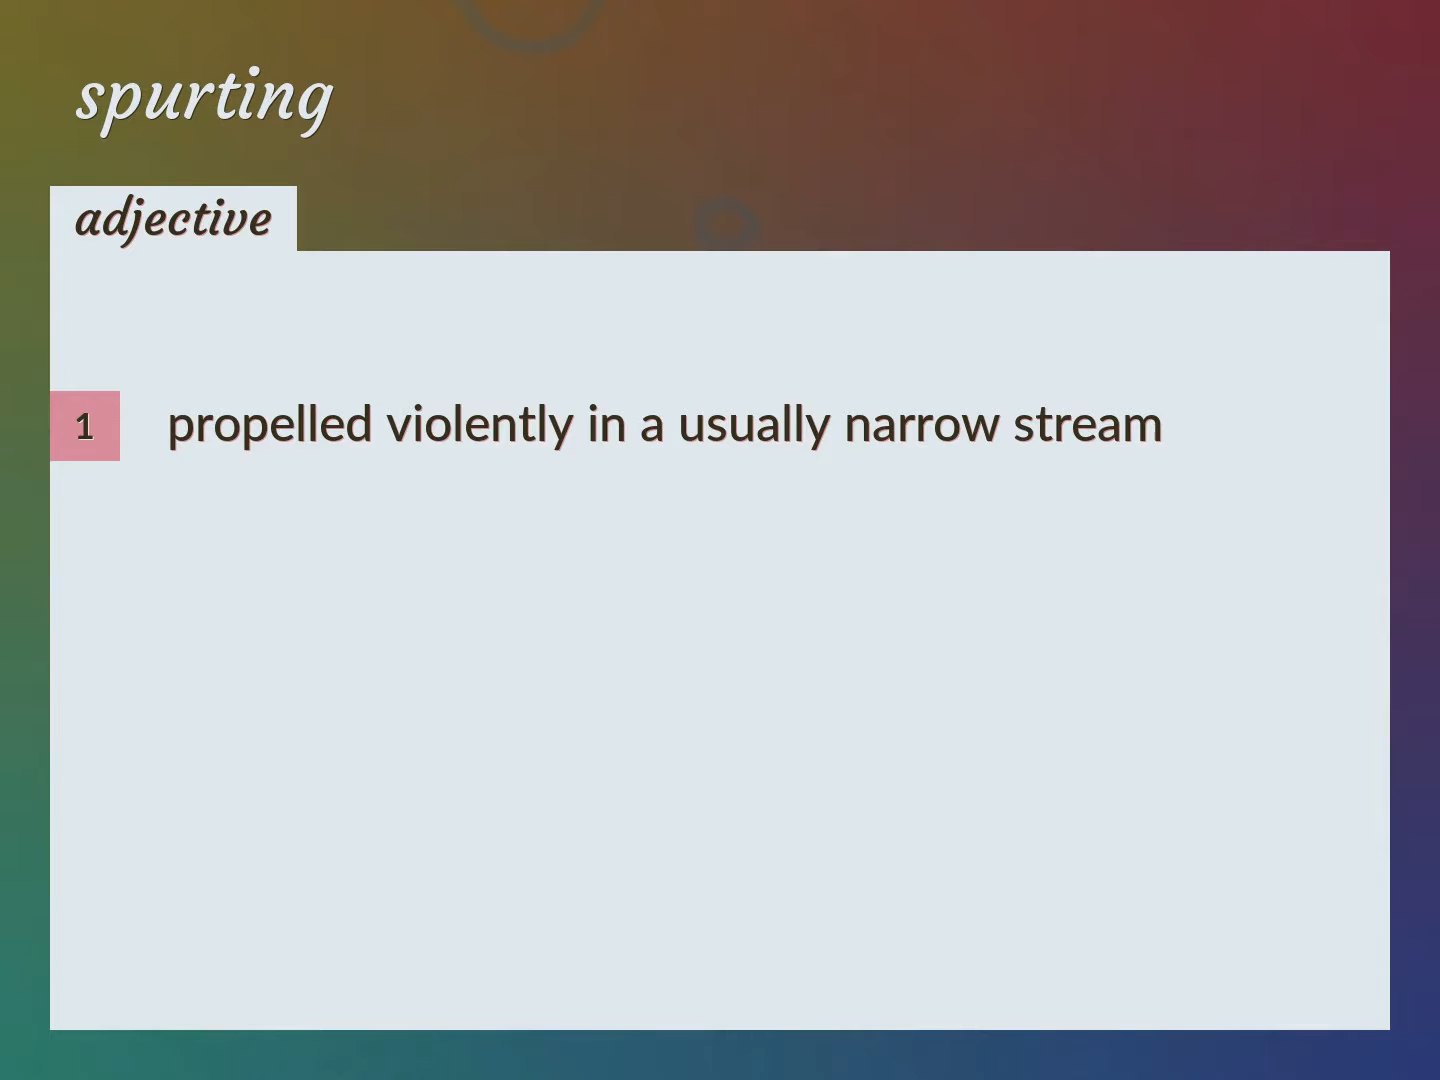 spurting
adjective
1 propelled violently in a usually narrow stream